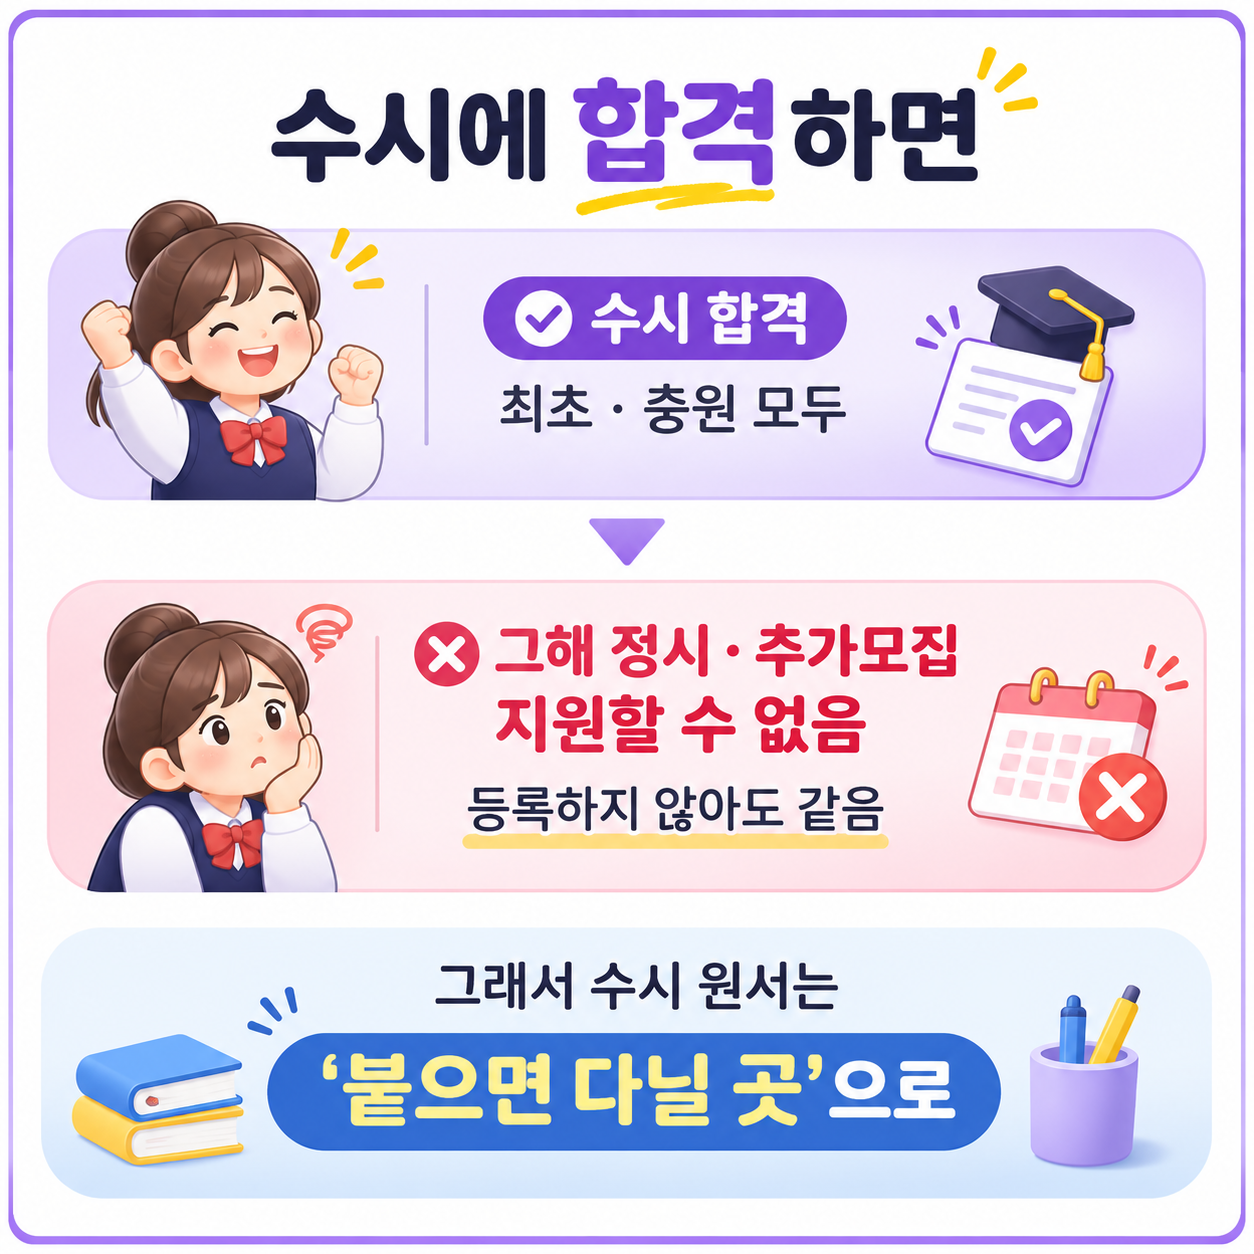 수시에 합격하면
수시 합격
최초 · 충원 모두
그해 정시 · 추가모집
지원할 수 없음
등록하지 않아도 같음
그래서 수시 원서는
‘붙으면 다닐 곳’으로